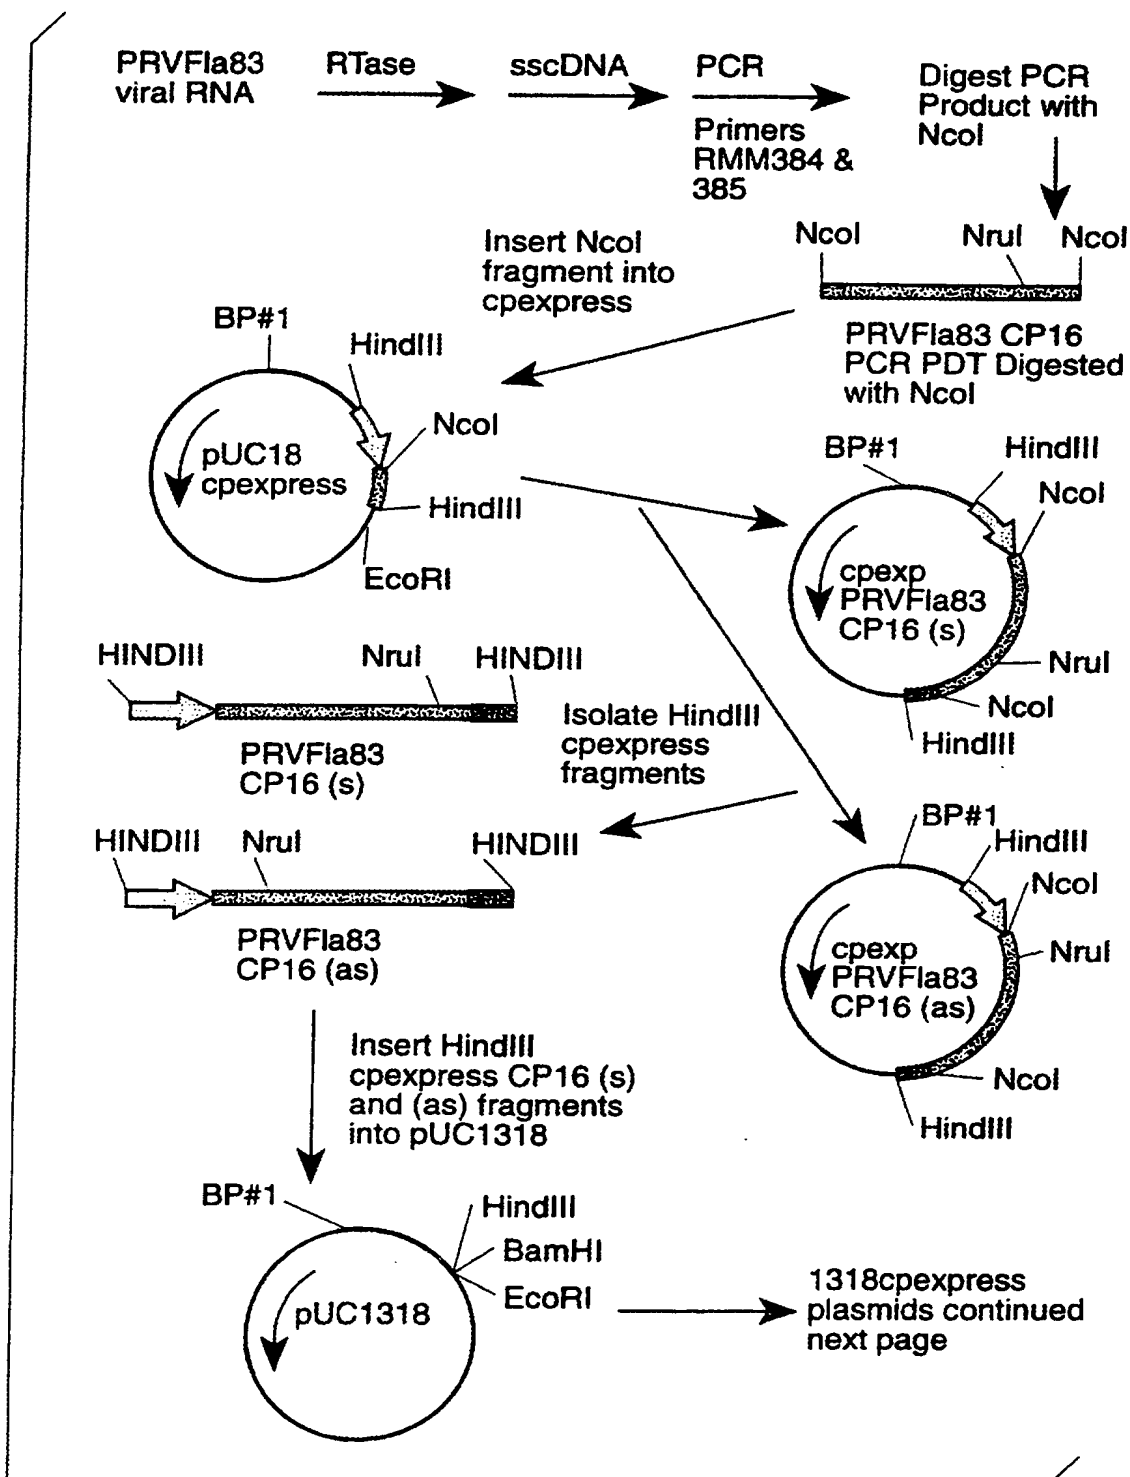 PRVFla83
viral RNA
RTase
sscDNA
PCR
Primers
RMM384 &
385
Digest PCR
Product with
NcoI
NcoI
NruI
NcoI
PRVFla83 CP16
PCR PDT Digested
with NcoI
Insert NcoI
fragment into
cpexpress
BP#1
HindIII
NcoI
pUC18
cpexpress
HindIII
EcoRI
BP#1
HindIII
NcoI
cpexp
PRVFla83
CP16 (s)
NruI
NcoI
HindIII
HINDIII
NruI
HINDIII
PRVFla83
CP16 (s)
Isolate HindIII
cpexpress
fragments
HINDIII
NruI
HINDIII
PRVFla83
CP16 (as)
BP#1
HindIII
NcoI
NruI
cpexp
PRVFla83
CP16 (as)
NcoI
HindIII
Insert HindIII
cpexpress CP16 (s)
and (as) fragments
into pUC1318
BP#1
HindIII
BamHI
EcoRI
pUC1318
1318cpexpress
plasmids continued
next page